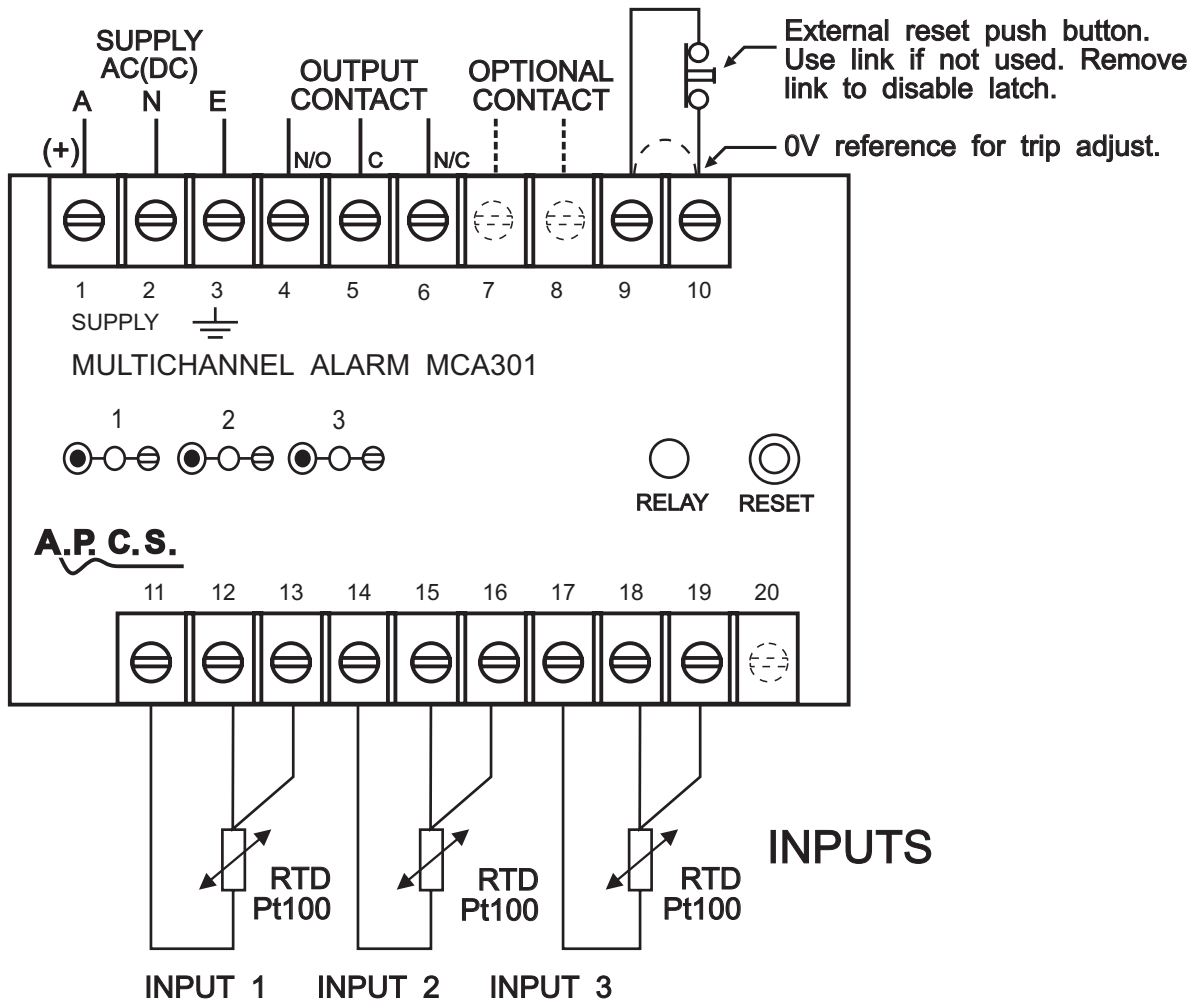 SUPPLY
AC(DC)
A N E
(+)
OUTPUT
CONTACT
N/O C N/C
OPTIONAL
CONTACT
External reset push button.
Use link if not used. Remove
link to disable latch.
0V reference for trip adjust.
1 2 3 4 5 6 7 8 9 10
SUPPLY
MULTICHANNEL ALARM MCA301
1 2 3
RELAY RESET
A.P.C.S.
11 12 13 14 15 16 17 18 19 20
RTD
Pt100
RTD
Pt100
RTD
Pt100
INPUTS
INPUT 1 INPUT 2 INPUT 3